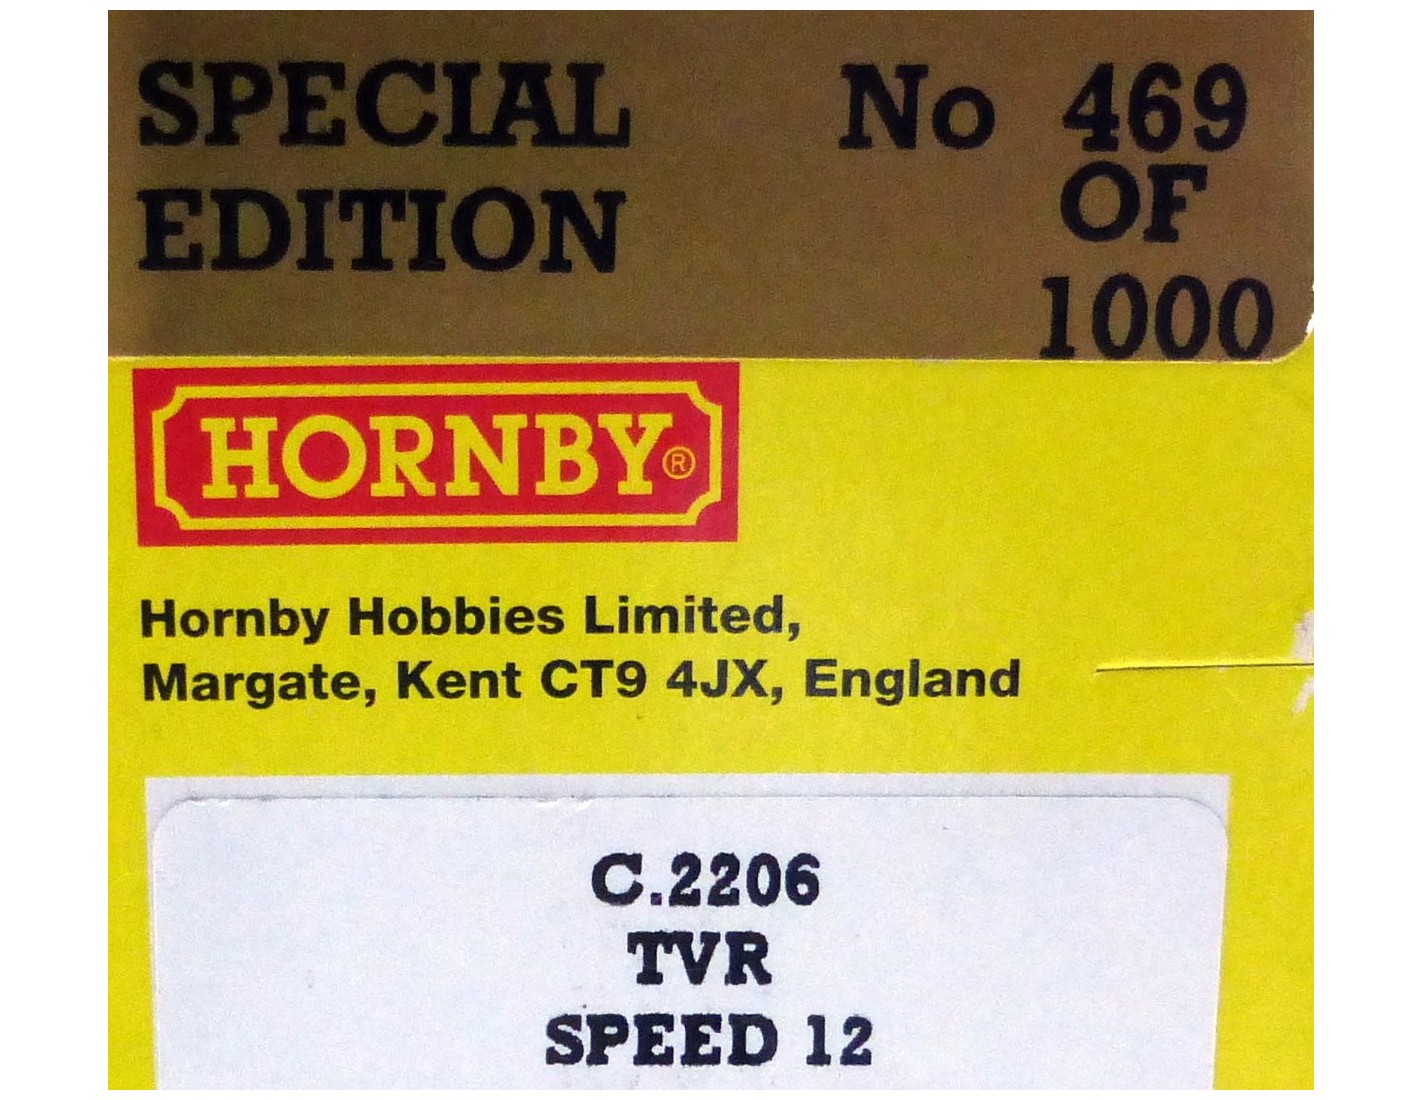 SPECIAL No 469
EDITION OF
1000
HORNBY®
Hornby Hobbies Limited,
Margate, Kent CT9 4JX, England
C.2206
TVR
SPEED 12